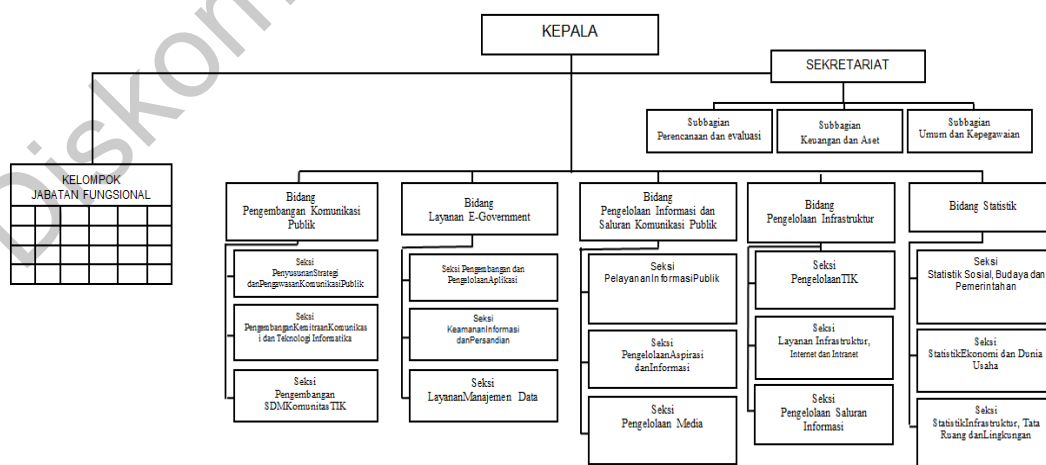 Diskom
KEPALA
SEKRETARIAT
Subbagian
Perencanaan dan evaluasi
Subbagian
Keuangan dan Aset
Subbagian
Umum dan Kepegawaian
KELOMPOK
JABATAN FUNGSIONAL
Bidang
Pengembangan Komunikasi
Publik
Bidang
Layanan E-Government
Bidang
Pengelolaan Informasi dan
Saluran Komunikasi Publik
Bidang
Pengelolaan Infrastruktur
Bidang Statistik
Seksi
PenyusunanStrategi
danPengawasanKomunikasiPublik
Seksi
PengembanganKemitraanKomunikas
i dan Teknologi Informatika
Seksi
Pengembangan
SDMKomunitasTIK
Seksi Pengembangan dan
PengelolaanAplikasi
Seksi
KeamananInformasi
danPersandian
Seksi
LayananManajemen Data
Seksi
PelayananInformasiPublik
Seksi
PengelolaanAspirasi
danInformasi
Seksi
Pengelolaan Media
Seksi
PengelolaanTIK
Seksi
Layanan Infrastruktur,
Internet dan Intranet
Seksi
Pengelolaan Saluran
Informasi
Seksi
Statistik Sosial, Budaya dan
Pemerintahan
Seksi
StatistikEkonomi dan Dunia
Usaha
Seksi
StatistikInfrastruktur, Tata
Ruang danLingkungan